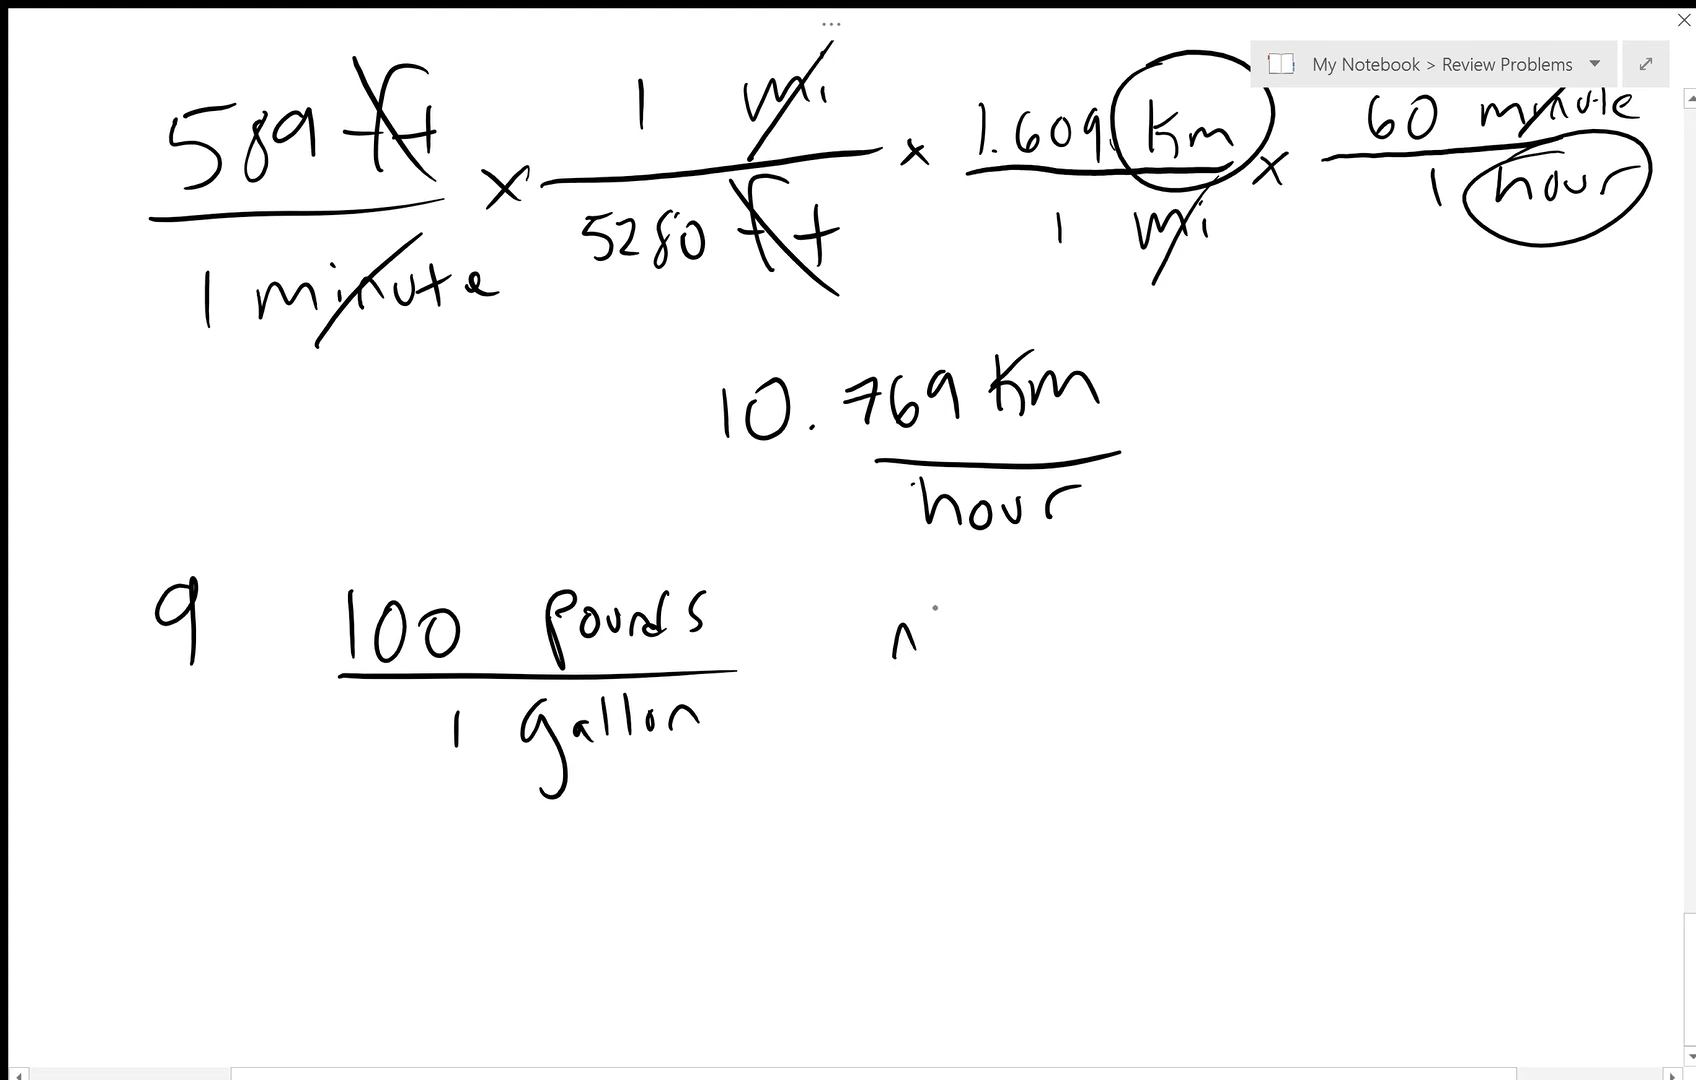 ...
My Notebook > Review Problems
589 ft × 1 mi × 1.609 Km × 60 minute
1 minute 5280 ft 1 mi 1 hour
10.769 Km
hour
9 100 pounds n
1 gallon